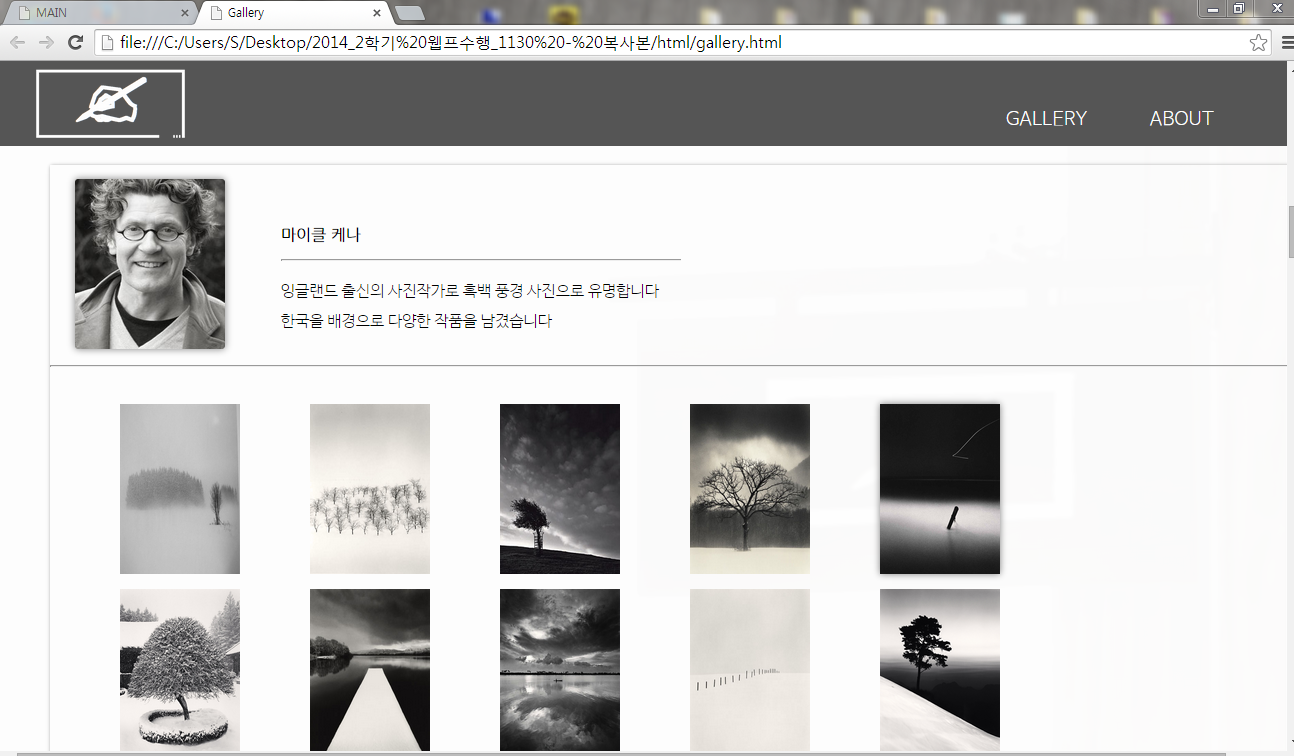 MAIN
Gallery
file:///C:/Users/S/Desktop/2014_2학기%20웹프수행_1130%20-%20복사본/html/gallery.html
GALLERY ABOUT
마이클 케나
잉글랜드 출신의 사진작가로 흑백 풍경 사진으로 유명합니다
한국을 배경으로 다양한 작품을 남겼습니다